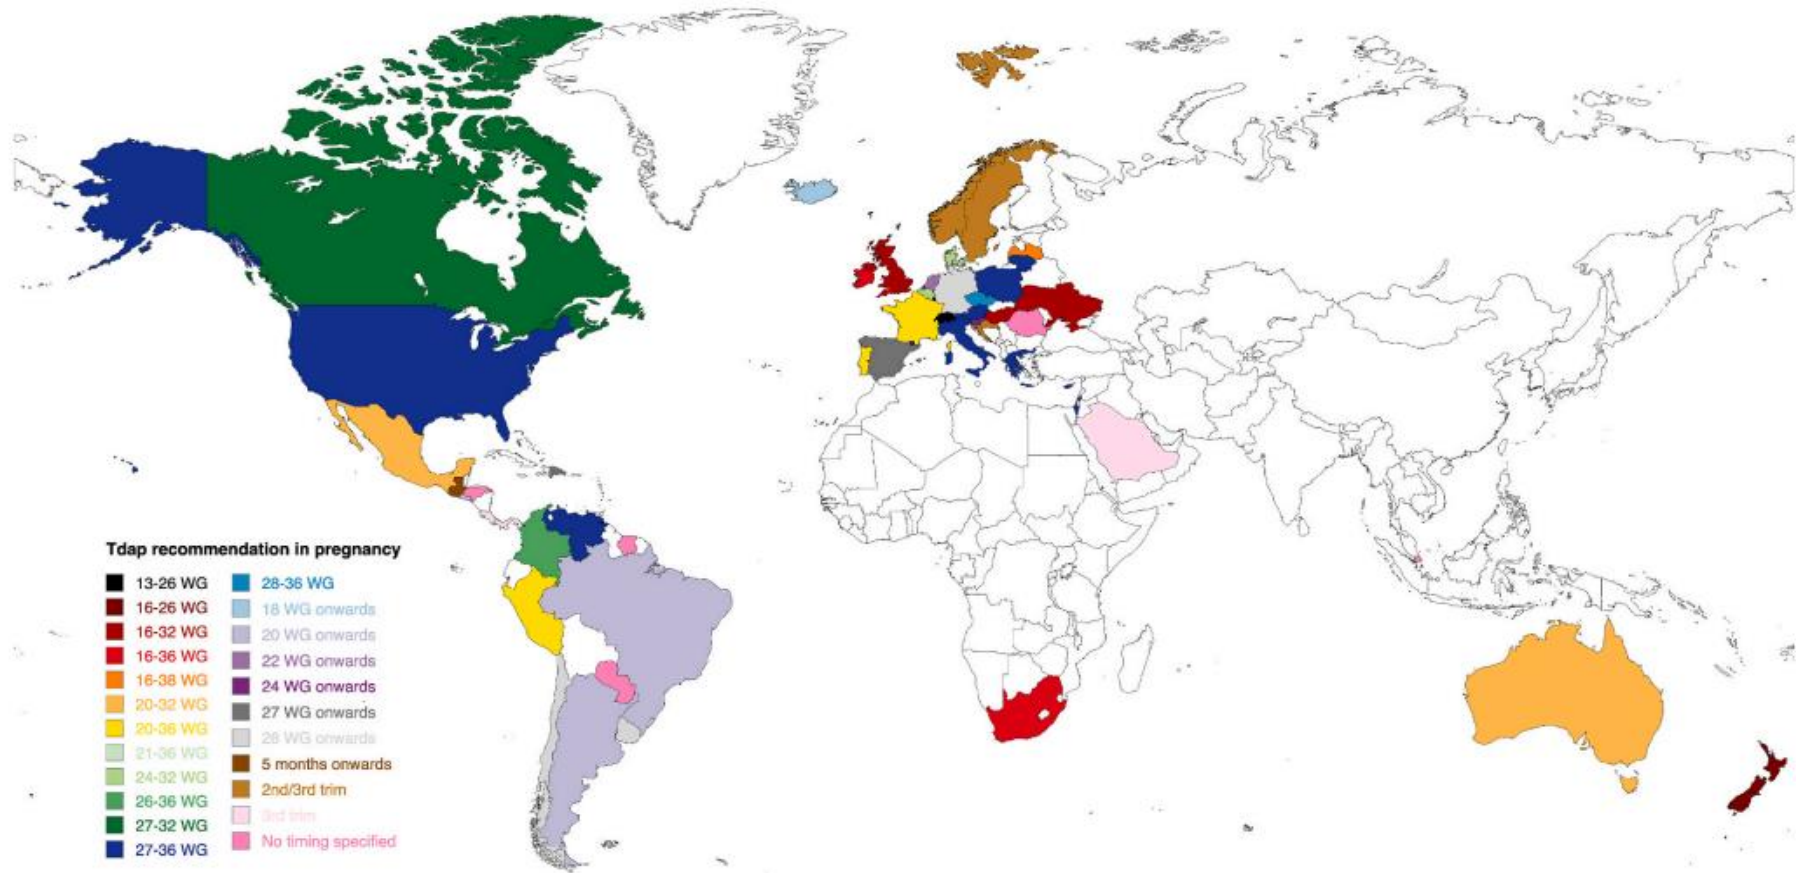 Tdap recommendation in pregnancy
13-26 WG
16-26 WG
16-32 WG
16-36 WG
16-38 WG
20-32 WG
20-36 WG
21-36 WG
24-32 WG
26-36 WG
27-32 WG
27-36 WG
28-36 WG
18 WG onwards
20 WG onwards
22 WG onwards
24 WG onwards
27 WG onwards
28 WG onwards
5 months onwards
2nd/3rd trim
3rd trim
No timing specified